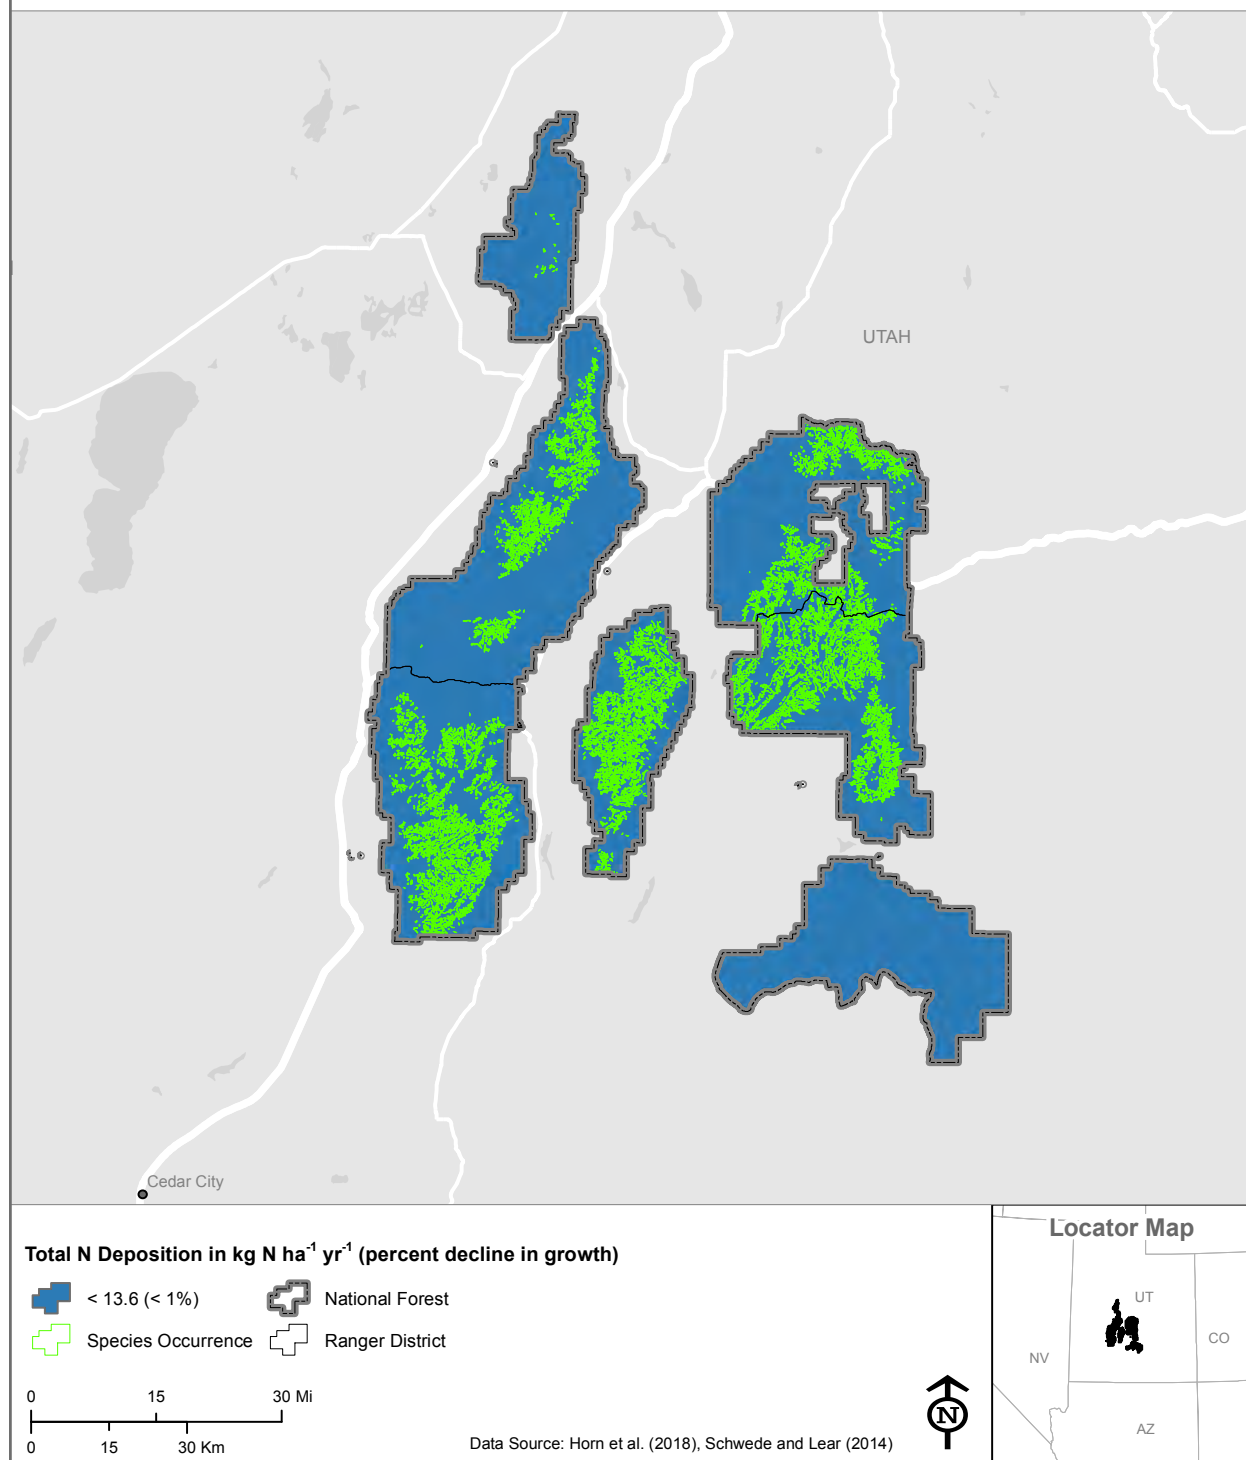 UTAH
Cedar City
Total N Deposition in kg N ha⁻¹ yr⁻¹ (percent decline in growth)
< 13.6 (< 1%)
National Forest
Species Occurrence
Ranger District
0 15 30 Mi
0 15 30 Km
Data Source: Horn et al. (2018), Schwede and Lear (2014)
N
Locator Map
UT
CO
NV
AZ